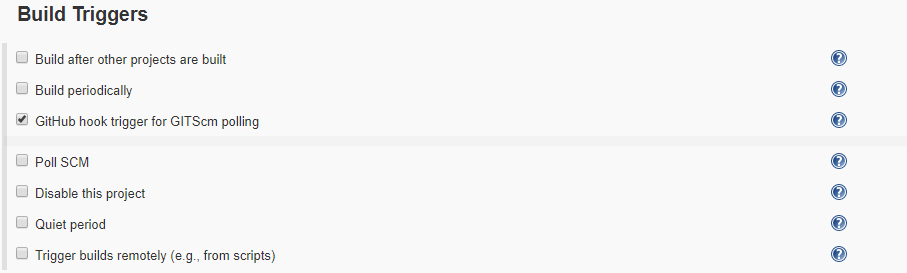 Build Triggers
Build after other projects are built
Build periodically
GitHub hook trigger for GITScm polling
Poll SCM
Disable this project
Quiet period
Trigger builds remotely (e.g., from scripts)